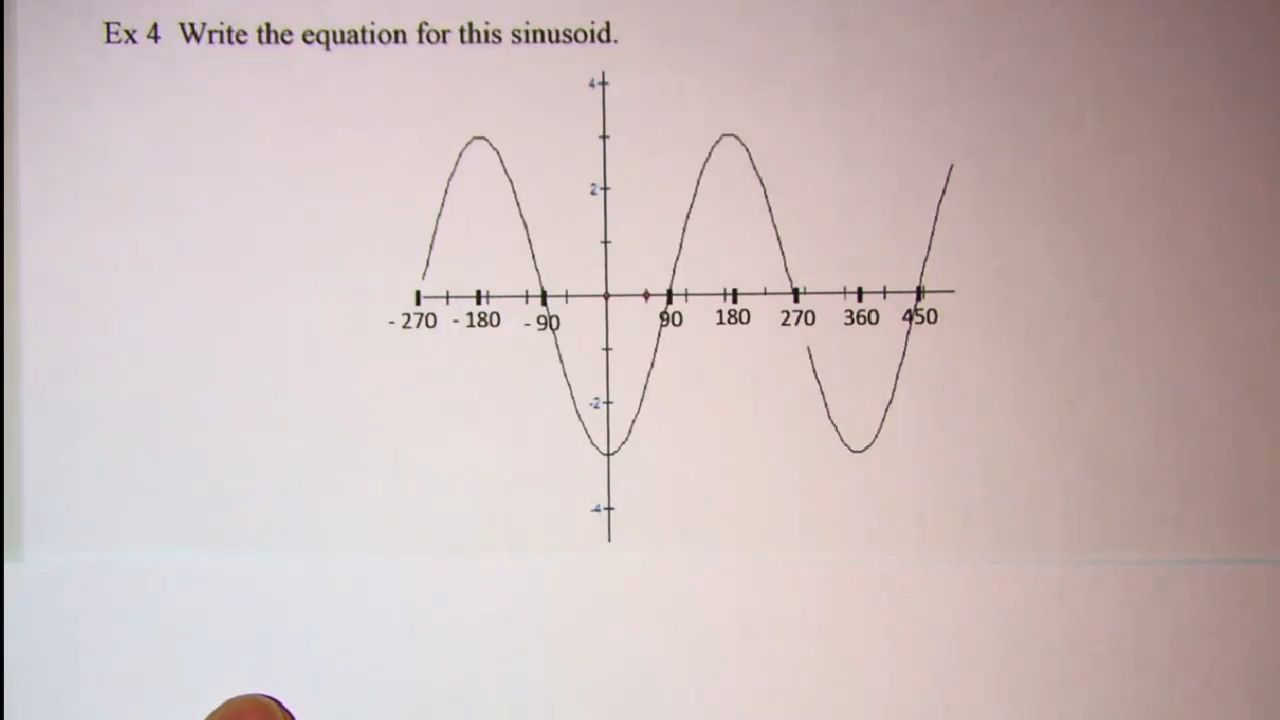 Ex 4 Write the equation for this sinusoid.
4
2
- 270 - 180 - 90 90 180 270 360 450
-2
-4